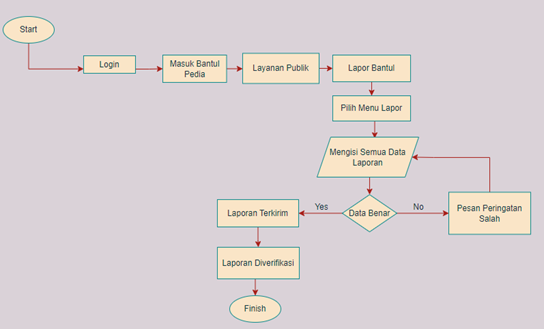 Start
Login
Masuk Bantul
Pedia
Layanan Publik
Lapor Bantul
Pilih Menu Lapor
Mengisi Semua Data
Laporan
Data Benar
Yes
No
Laporan Terkirim
Pesan Peringatan
Salah
Laporan Diverifikasi
Finish